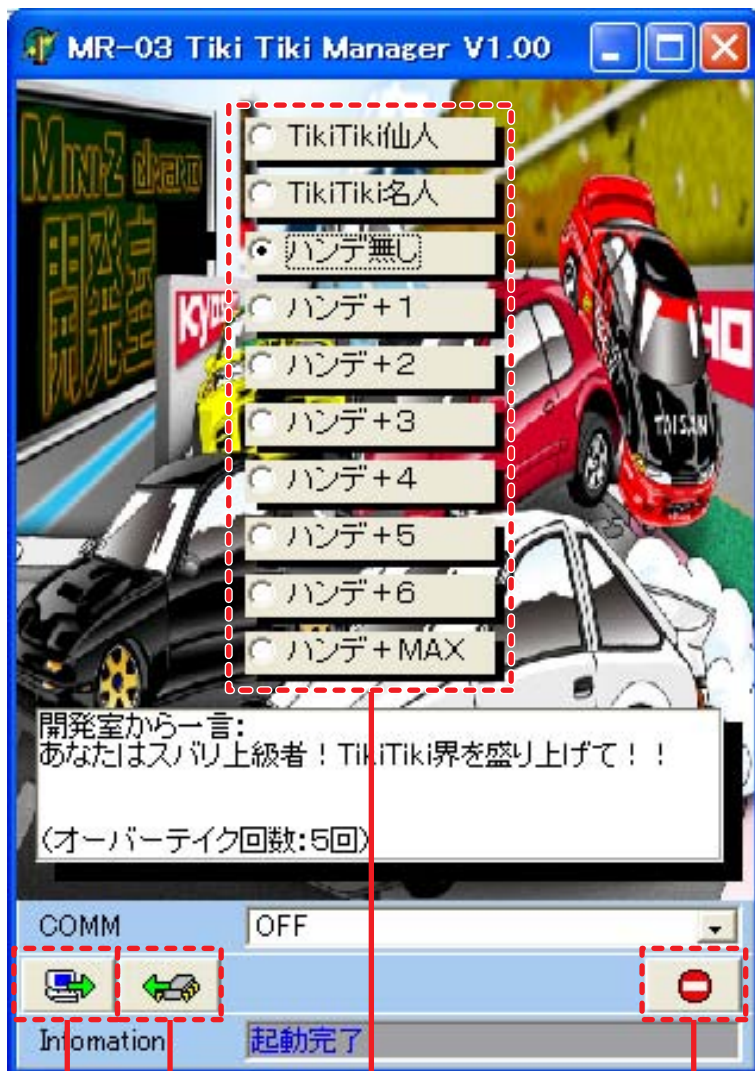 MR-03 Tiki Tiki Manager V1.00
MINI-Z
開発室
TikiTiki仙人
TikiTiki名人
ハンデ無し
ハンデ+1
ハンデ+2
ハンデ+3
ハンデ+4
ハンデ+5
ハンデ+6
ハンデ+MAX
TAISAN
開発室から一言:
あなたはズバリ上級者！TikiTiki界を盛り上げて！！
(オーバーテイク回数:5回)
COMM
OFF
Infomation
起動完了